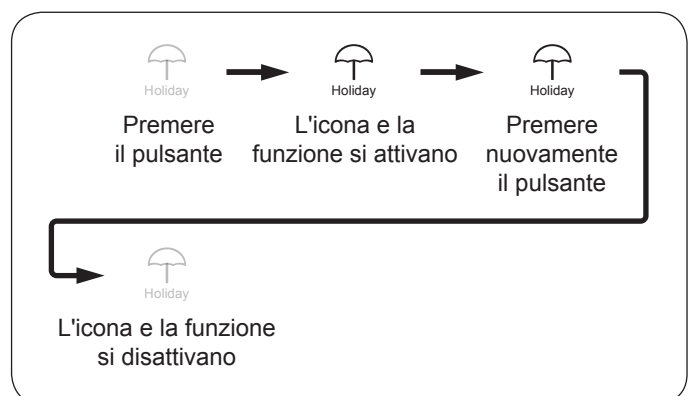 Holiday
Premere
il pulsante
Holiday
L'icona e la
funzione si attivano
Holiday
Premere
nuovamente
il pulsante
Holiday
L'icona e la funzione
si disattivano